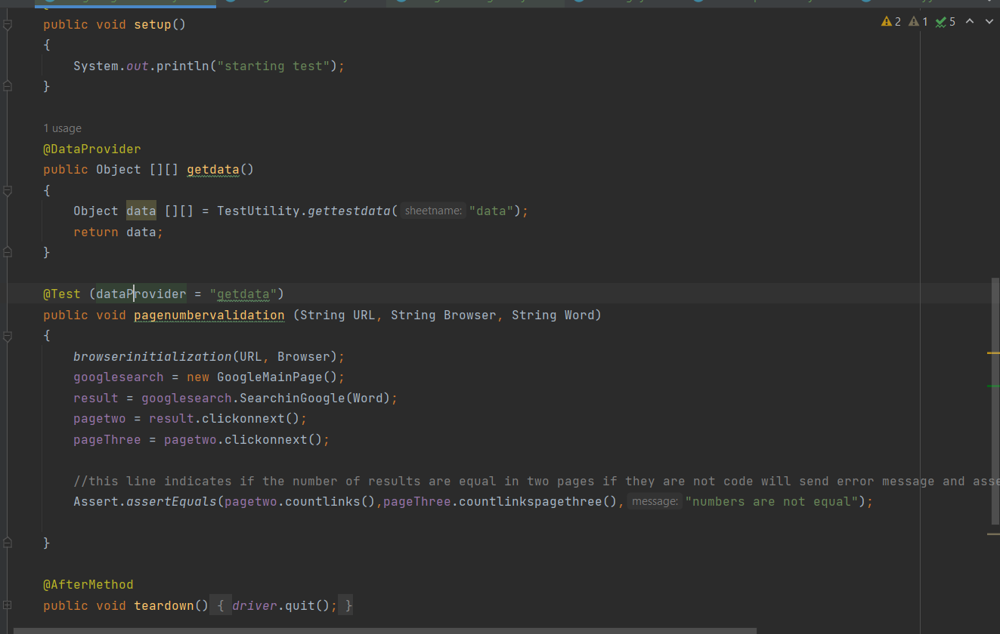 public void setup()
2 1 5
{
System.out.println("starting test");
}
1 usage
@DataProvider
public Object [][] getdata()
{
Object data [][] = TestUtility.gettestdata( sheetname: "data");
return data;
}
@Test (dataProvider = "getdata")
public void pagenumbervalidation (String URL, String Browser, String Word)
{
browserinitialization(URL, Browser);
googlesearch = new GoogleMainPage();
result = googlesearch.SearchinGoogle(Word);
pagetwo = result.clickonnext();
pageThree = pagetwo.clickonnext();
//this line indicates if the number of results are equal in two pages if they are not code will send error message and asse
Assert.assertEquals(pagetwo.countlinks(),pageThree.countlinkspagethree(), message: "numbers are not equal");
}
@AfterMethod
public void teardown() { driver.quit(); }